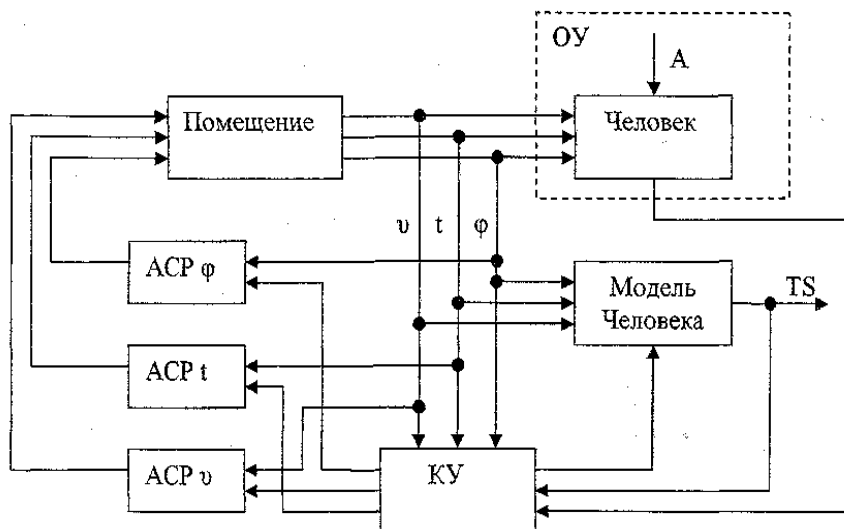 ОУ
A
Помещение
Человек
υ t φ
АСР φ
Модель
Человека
TS
АСР t
АСР υ
КУ